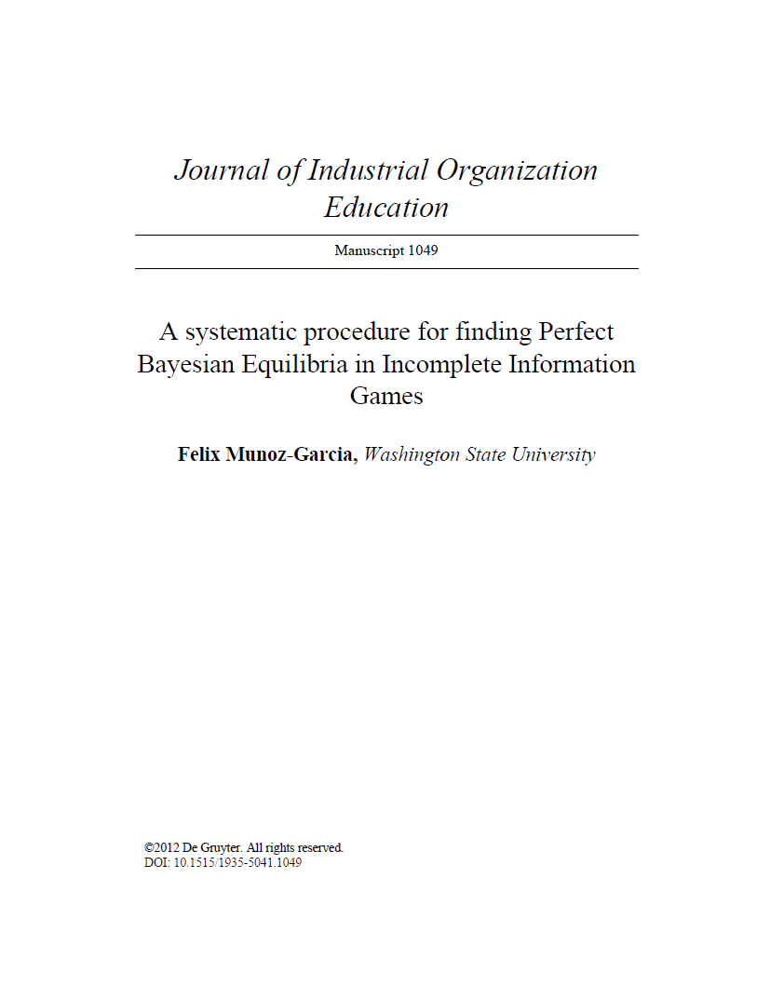 Journal of Industrial Organization
Education
Manuscript 1049
A systematic procedure for finding Perfect
Bayesian Equilibria in Incomplete Information
Games
Felix Munoz-Garcia, Washington State University
©2012 De Gruyter. All rights reserved.
DOI: 10.1515/1935-5041.1049